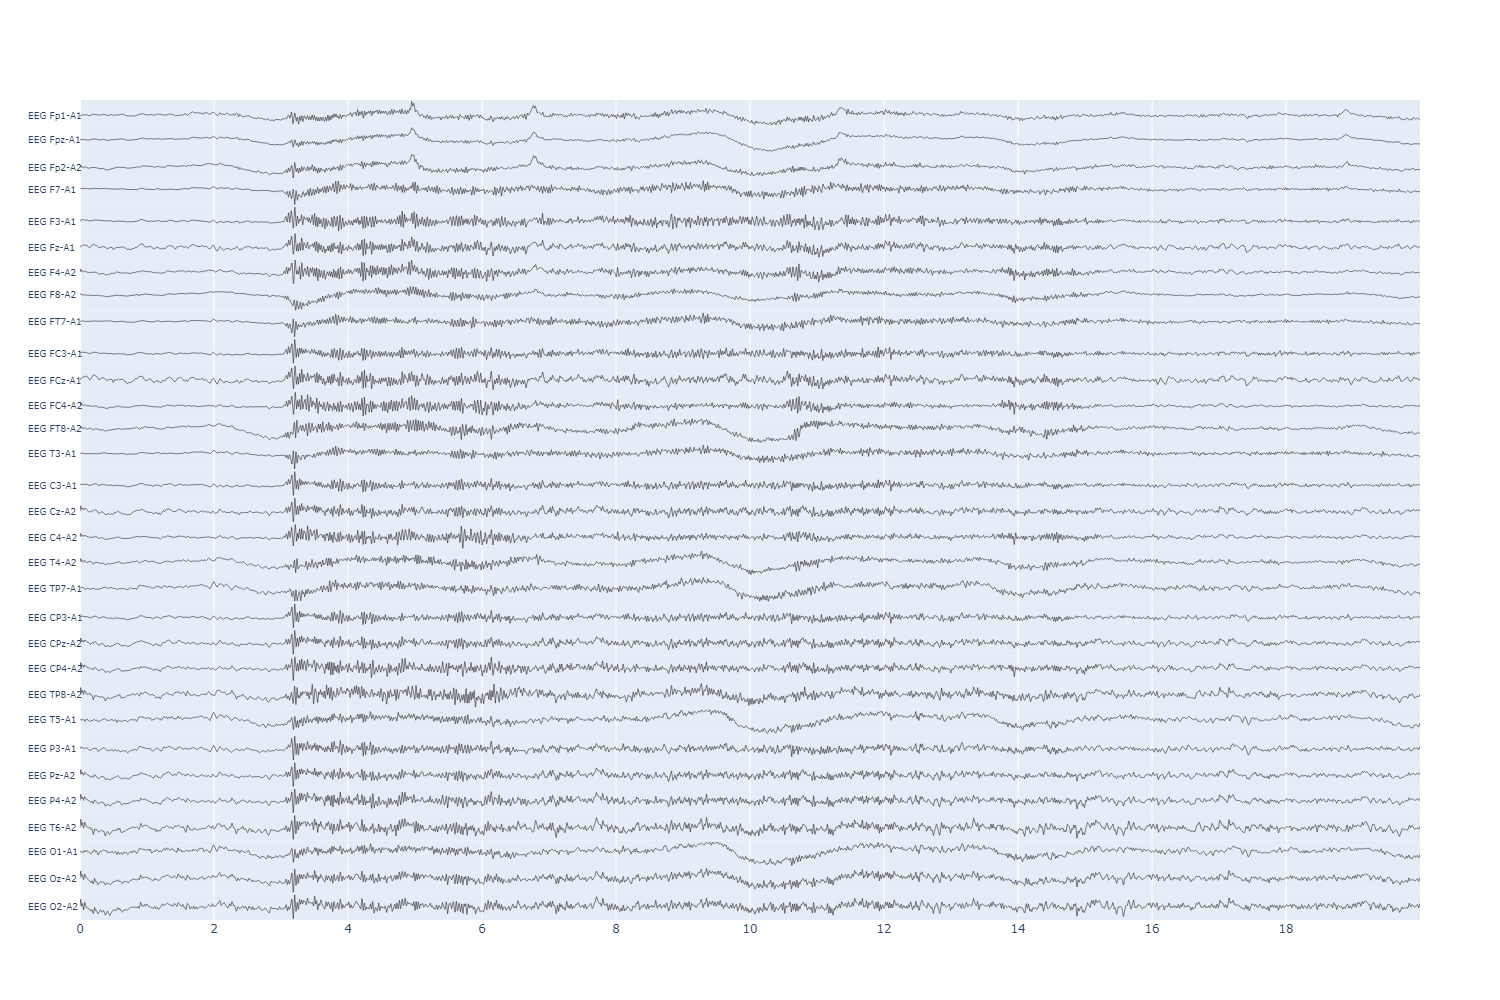 EEG Fp1-A1
EEG Fpz-A1
EEG Fp2-A2
EEG F7-A1
EEG F3-A1
EEG Fz-A1
EEG F4-A2
EEG F8-A2
EEG FT7-A1
EEG FC3-A1
EEG FCz-A1
EEG FC4-A2
EEG FT8-A2
EEG T3-A1
EEG C3-A1
EEG Cz-A2
EEG C4-A2
EEG T4-A2
EEG TP7-A1
EEG CP3-A1
EEG CPz-A2
EEG CP4-A2
EEG TP8-A2
EEG T5-A1
EEG P3-A1
EEG Pz-A2
EEG P4-A2
EEG T6-A2
EEG O1-A1
EEG Oz-A2
EEG O2-A2
0 2 4 6 8 10 12 14 16 18